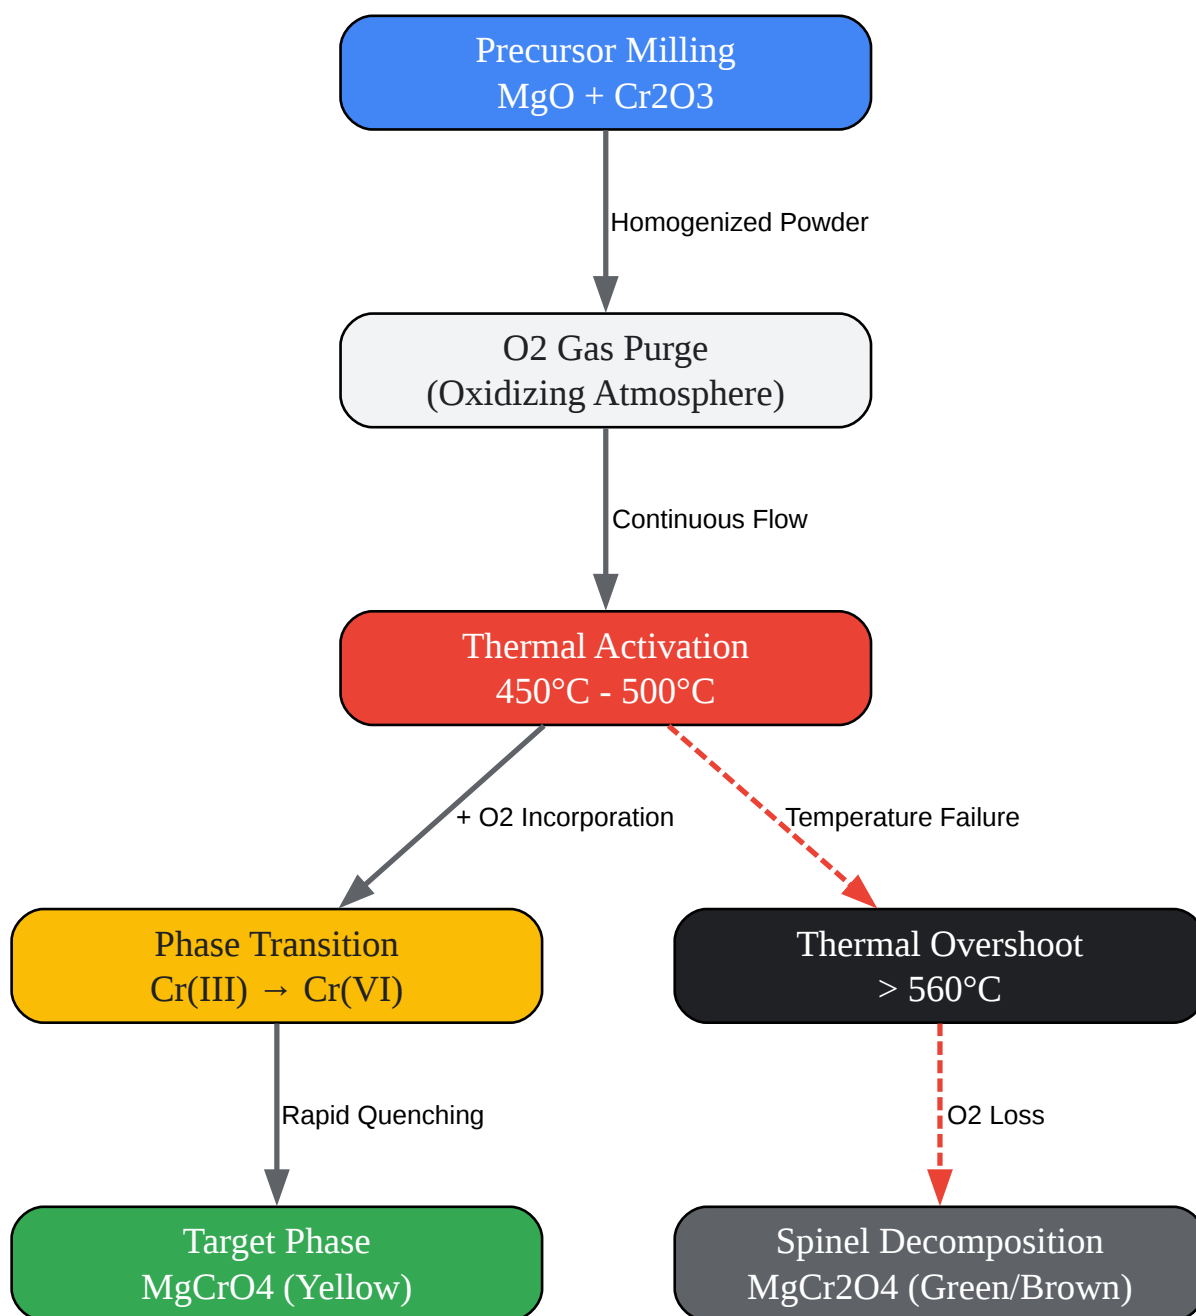 Precursor Milling
MgO + Cr2O3
Homogenized Powder
O2 Gas Purge
(Oxidizing Atmosphere)
Continuous Flow
Thermal Activation
450°C - 500°C
+ O2 Incorporation
Temperature Failure
Phase Transition
Cr(III) → Cr(VI)
Thermal Overshoot
> 560°C
Rapid Quenching
O2 Loss
Target Phase
MgCrO4 (Yellow)
Spinel Decomposition
MgCr2O4 (Green/Brown)